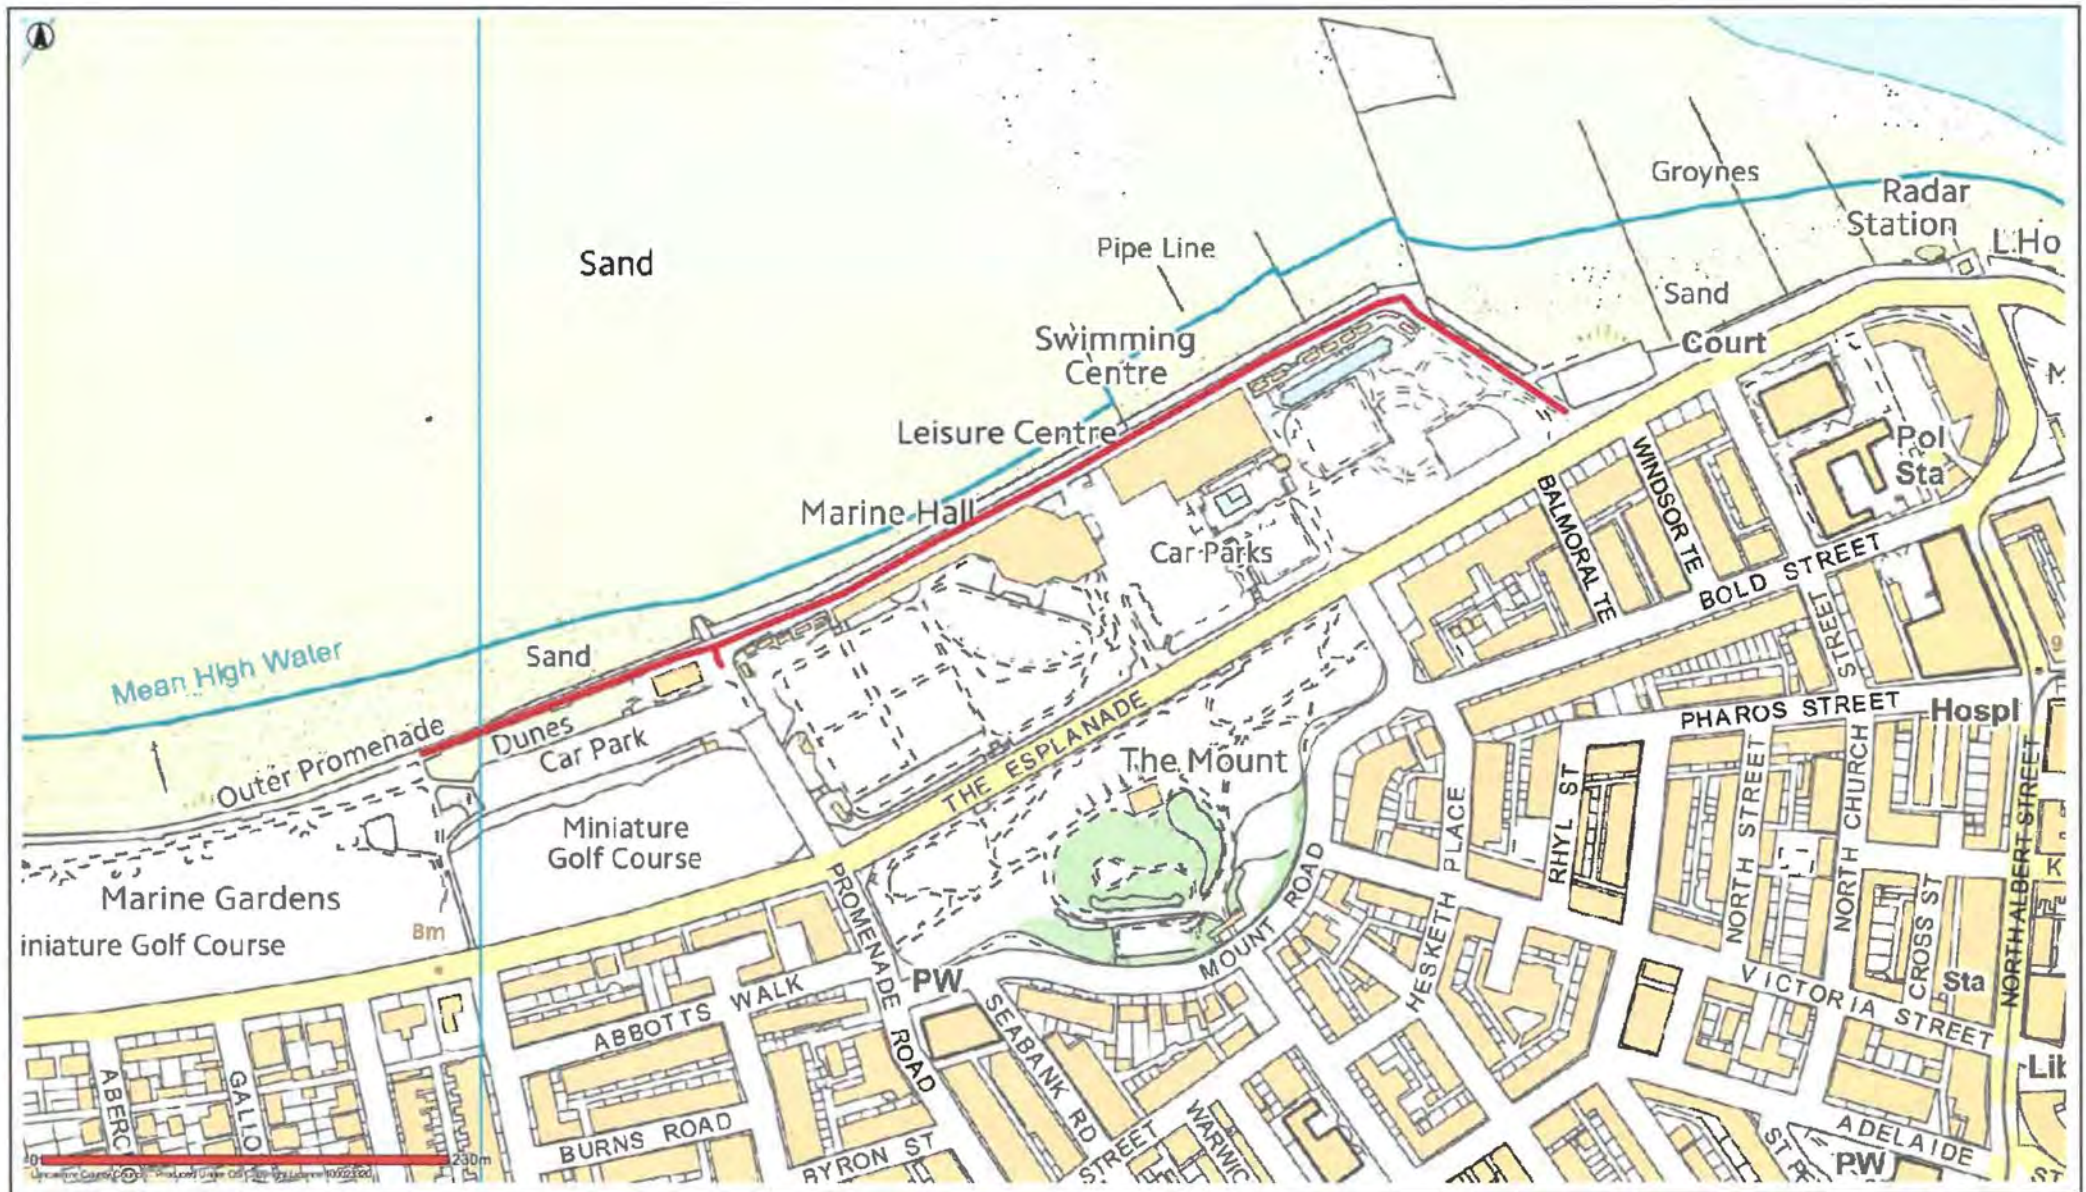 Groynes
Radar
Station
L.Ho
Pipe Line
Sand
Sand
Swimming
Centre
Court
Leisure Centre
Marine Hall
Pol
Sta
WINDSOR TE
BALMORAL TE
Car Parks
BOLD STREET
STREET
Mean High Water
Sand
Outer Promenade
Dunes
Car Park
THE ESPLANADE
The Mount
PHAROS STREET
Hospl
Miniature
Golf Course
RHYL ST
NORTH STREET
NORTH CHURCH
NORTH ALBERT STREET
HESKETH PLACE
CROSS ST
K
M
9
Marine Gardens
iniature Golf Course
Bm
PROMENADE ROAD
MOUNT ROAD
PW
VICTORIA STREET
Sta
ABBOTTS WALK
SEABANK RD
ABERC
GALLO
BURNS ROAD
BYRON ST
STREET
WARWIC
Lib
ADELAIDE
PW
ST
0
230m